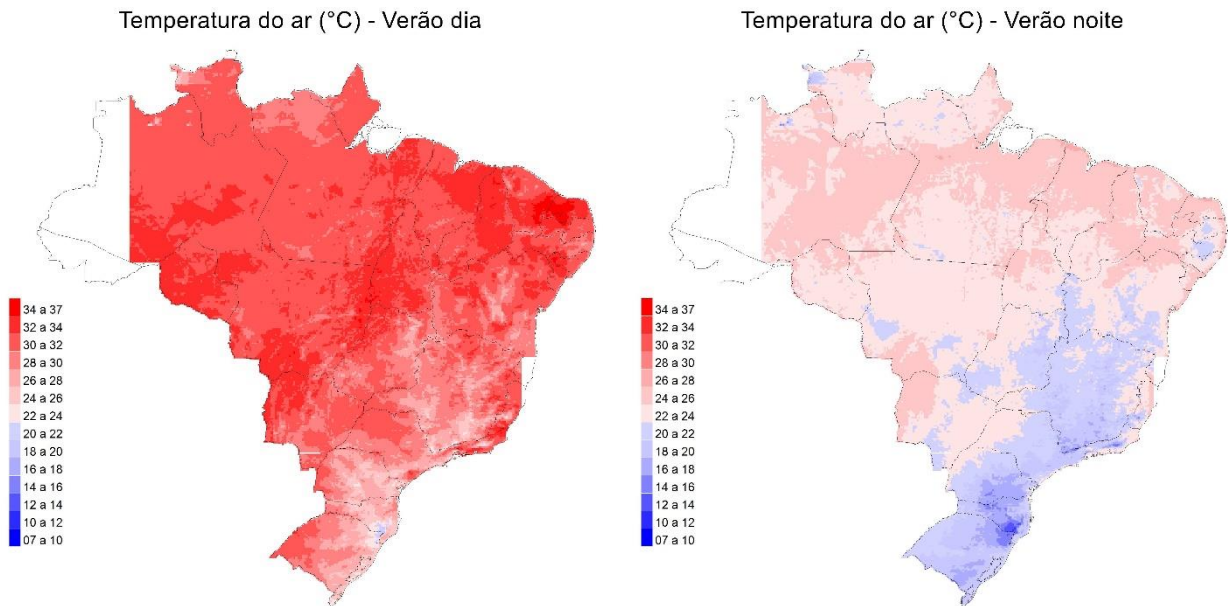 Temperatura do ar (°C) - Verão dia
34 a 37
32 a 34
30 a 32
28 a 30
26 a 28
24 a 26
22 a 24
20 a 22
18 a 20
16 a 18
14 a 16
12 a 14
10 a 12
07 a 10
Temperatura do ar (°C) - Verão noite
34 a 37
32 a 34
30 a 32
28 a 30
26 a 28
24 a 26
22 a 24
20 a 22
18 a 20
16 a 18
14 a 16
12 a 14
10 a 12
07 a 10